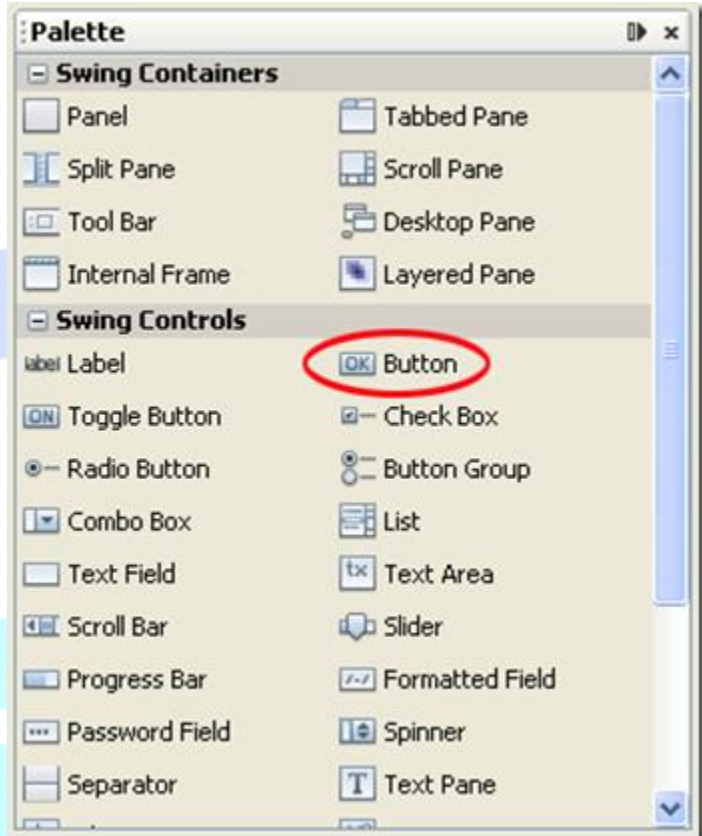 Palette
Swing Containers
Panel Tabbed Pane
Split Pane Scroll Pane
Tool Bar Desktop Pane
Internal Frame Layered Pane
Swing Controls
label Label OK Button
ON Toggle Button Check Box
Radio Button Button Group
Combo Box List
Text Field tx Text Area
Scroll Bar Slider
Progress Bar Formatted Field
Password Field Spinner
Separator T Text Pane